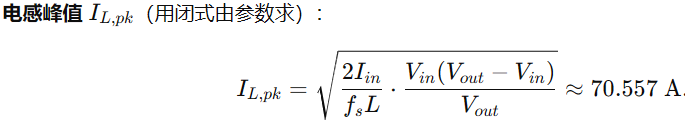 电感峰值 $I_{L,pk}$（用闭式由参数求）：
$$I_{L,pk} = \sqrt{\frac{2I_{in}}{f_s L} \cdot \frac{V_{in}(V_{out} - V_{in})}{V_{out}}} \approx 70.557 \text{ A.}$$